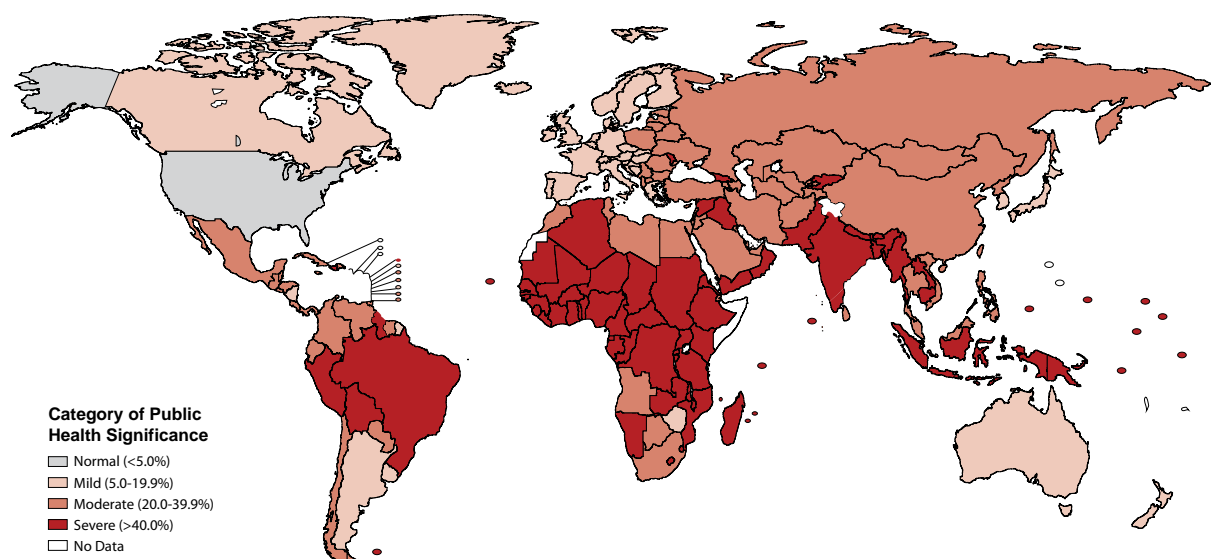 Category of Public
Health Significance
Normal (<5.0%)
Mild (5.0-19.9%)
Moderate (20.0-39.9%)
Severe (>40.0%)
No Data